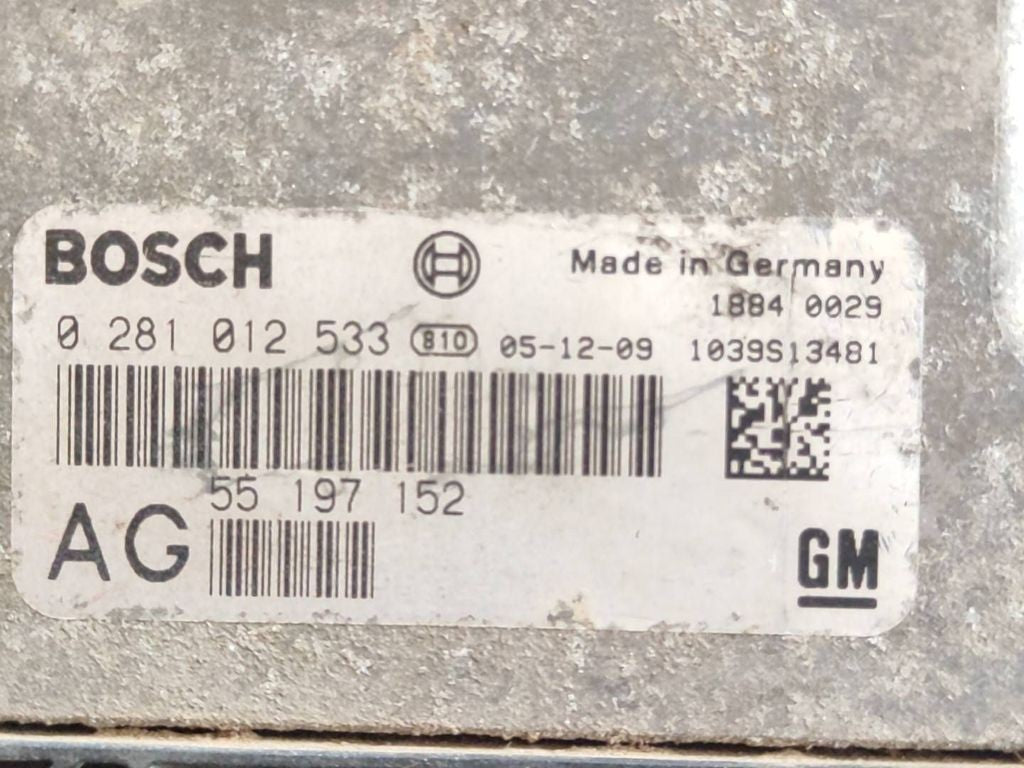 BOSCH
Made in Germany
1884 0029
0 281 012 533 810 05-12-09 1039S13481
55 197 152
AG
GM